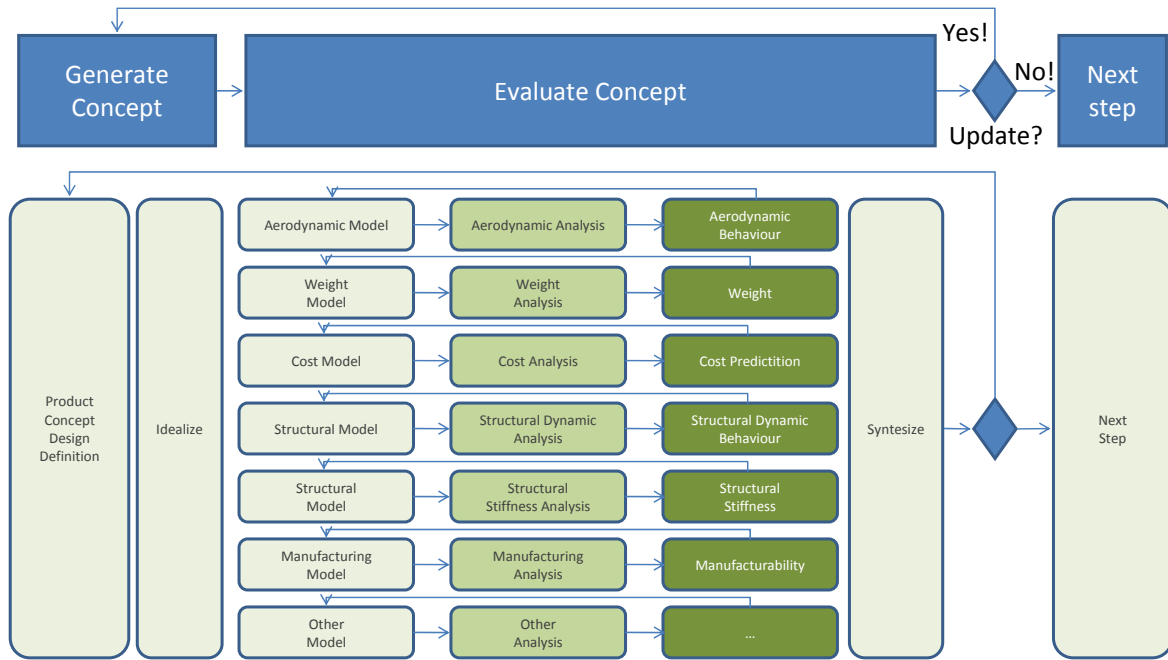 Yes!
Generate
Concept
Evaluate Concept
No!
Next
step
Update?
Product
Concept
Design
Definition
Idealize
Aerodynamic Model
Aerodynamic Analysis
Aerodynamic
Behaviour
Weight
Model
Weight
Analysis
Weight
Cost Model
Cost Analysis
Cost Predictition
Structural Model
Structural Dynamic
Analysis
Structural Dynamic
Behaviour
Structural
Model
Structural
Stiffness Analysis
Structural
Stiffness
Manufacturing
Model
Manufacturing
Analysis
Manufacturability
Other
Model
Other
Analysis
...
Syntesize
Next
Step